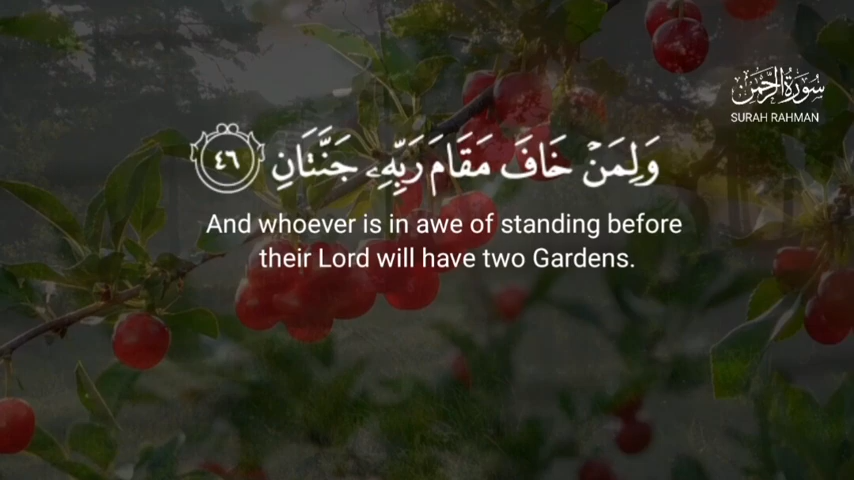 سُورَةُ الرَّحْمٰن
SURAH RAHMAN
وَلِمَنْ خَافَ مَقَامَ رَبِّهِۦ جَنَّتَانِ ٤٦
And whoever is in awe of standing before
their Lord will have two Gardens.